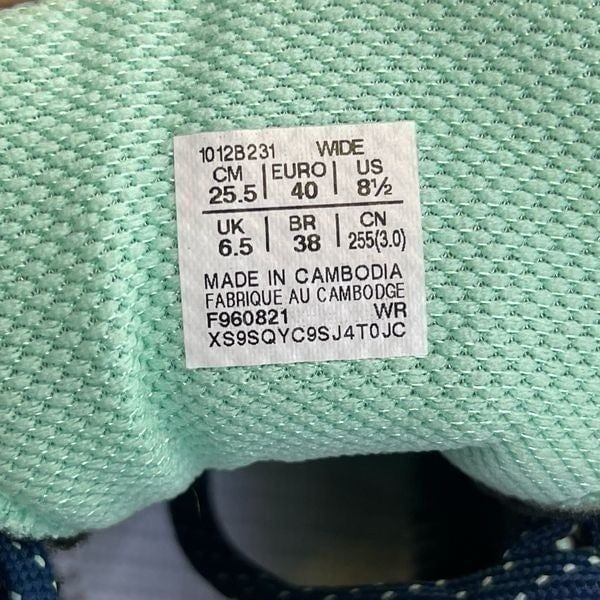 1012B231 WIDE
CM | EURO | US
25.5 | 40 | 8½
UK | BR | CN
6.5 | 38 | 255(3.0)
MADE IN CAMBODIA
FABRIQUE AU CAMBODGE
F960821 WR
XS9SQYC9SJ4T0JC